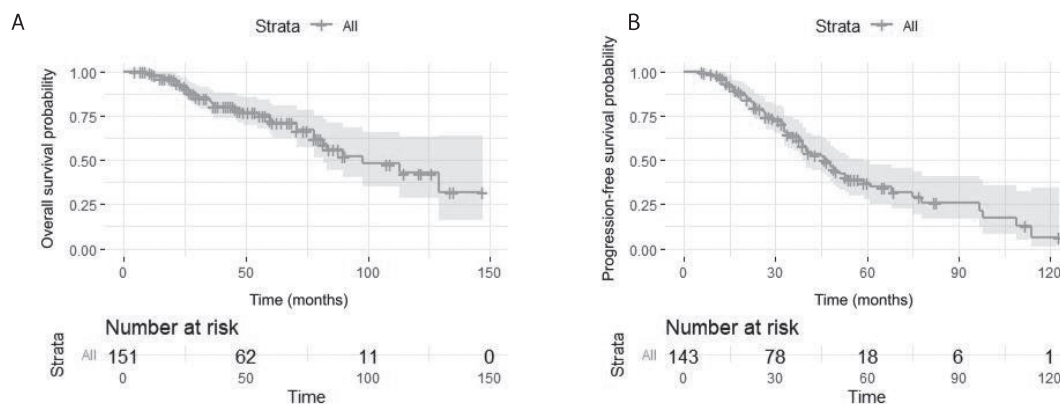 A
Strata All
Overall survival probability
1.00
0.75
0.50
0.25
0.00
0 50 100 150
Time (months)
Number at risk
Strata
All 151 62 11 0
0 50 100 150
Time
B
Strata All
Progression-free survival probability
1.00
0.75
0.50
0.25
0.00
0 30 60 90 120
Time (months)
Number at risk
Strata
All 143 78 18 6 1
0 30 60 90 120
Time